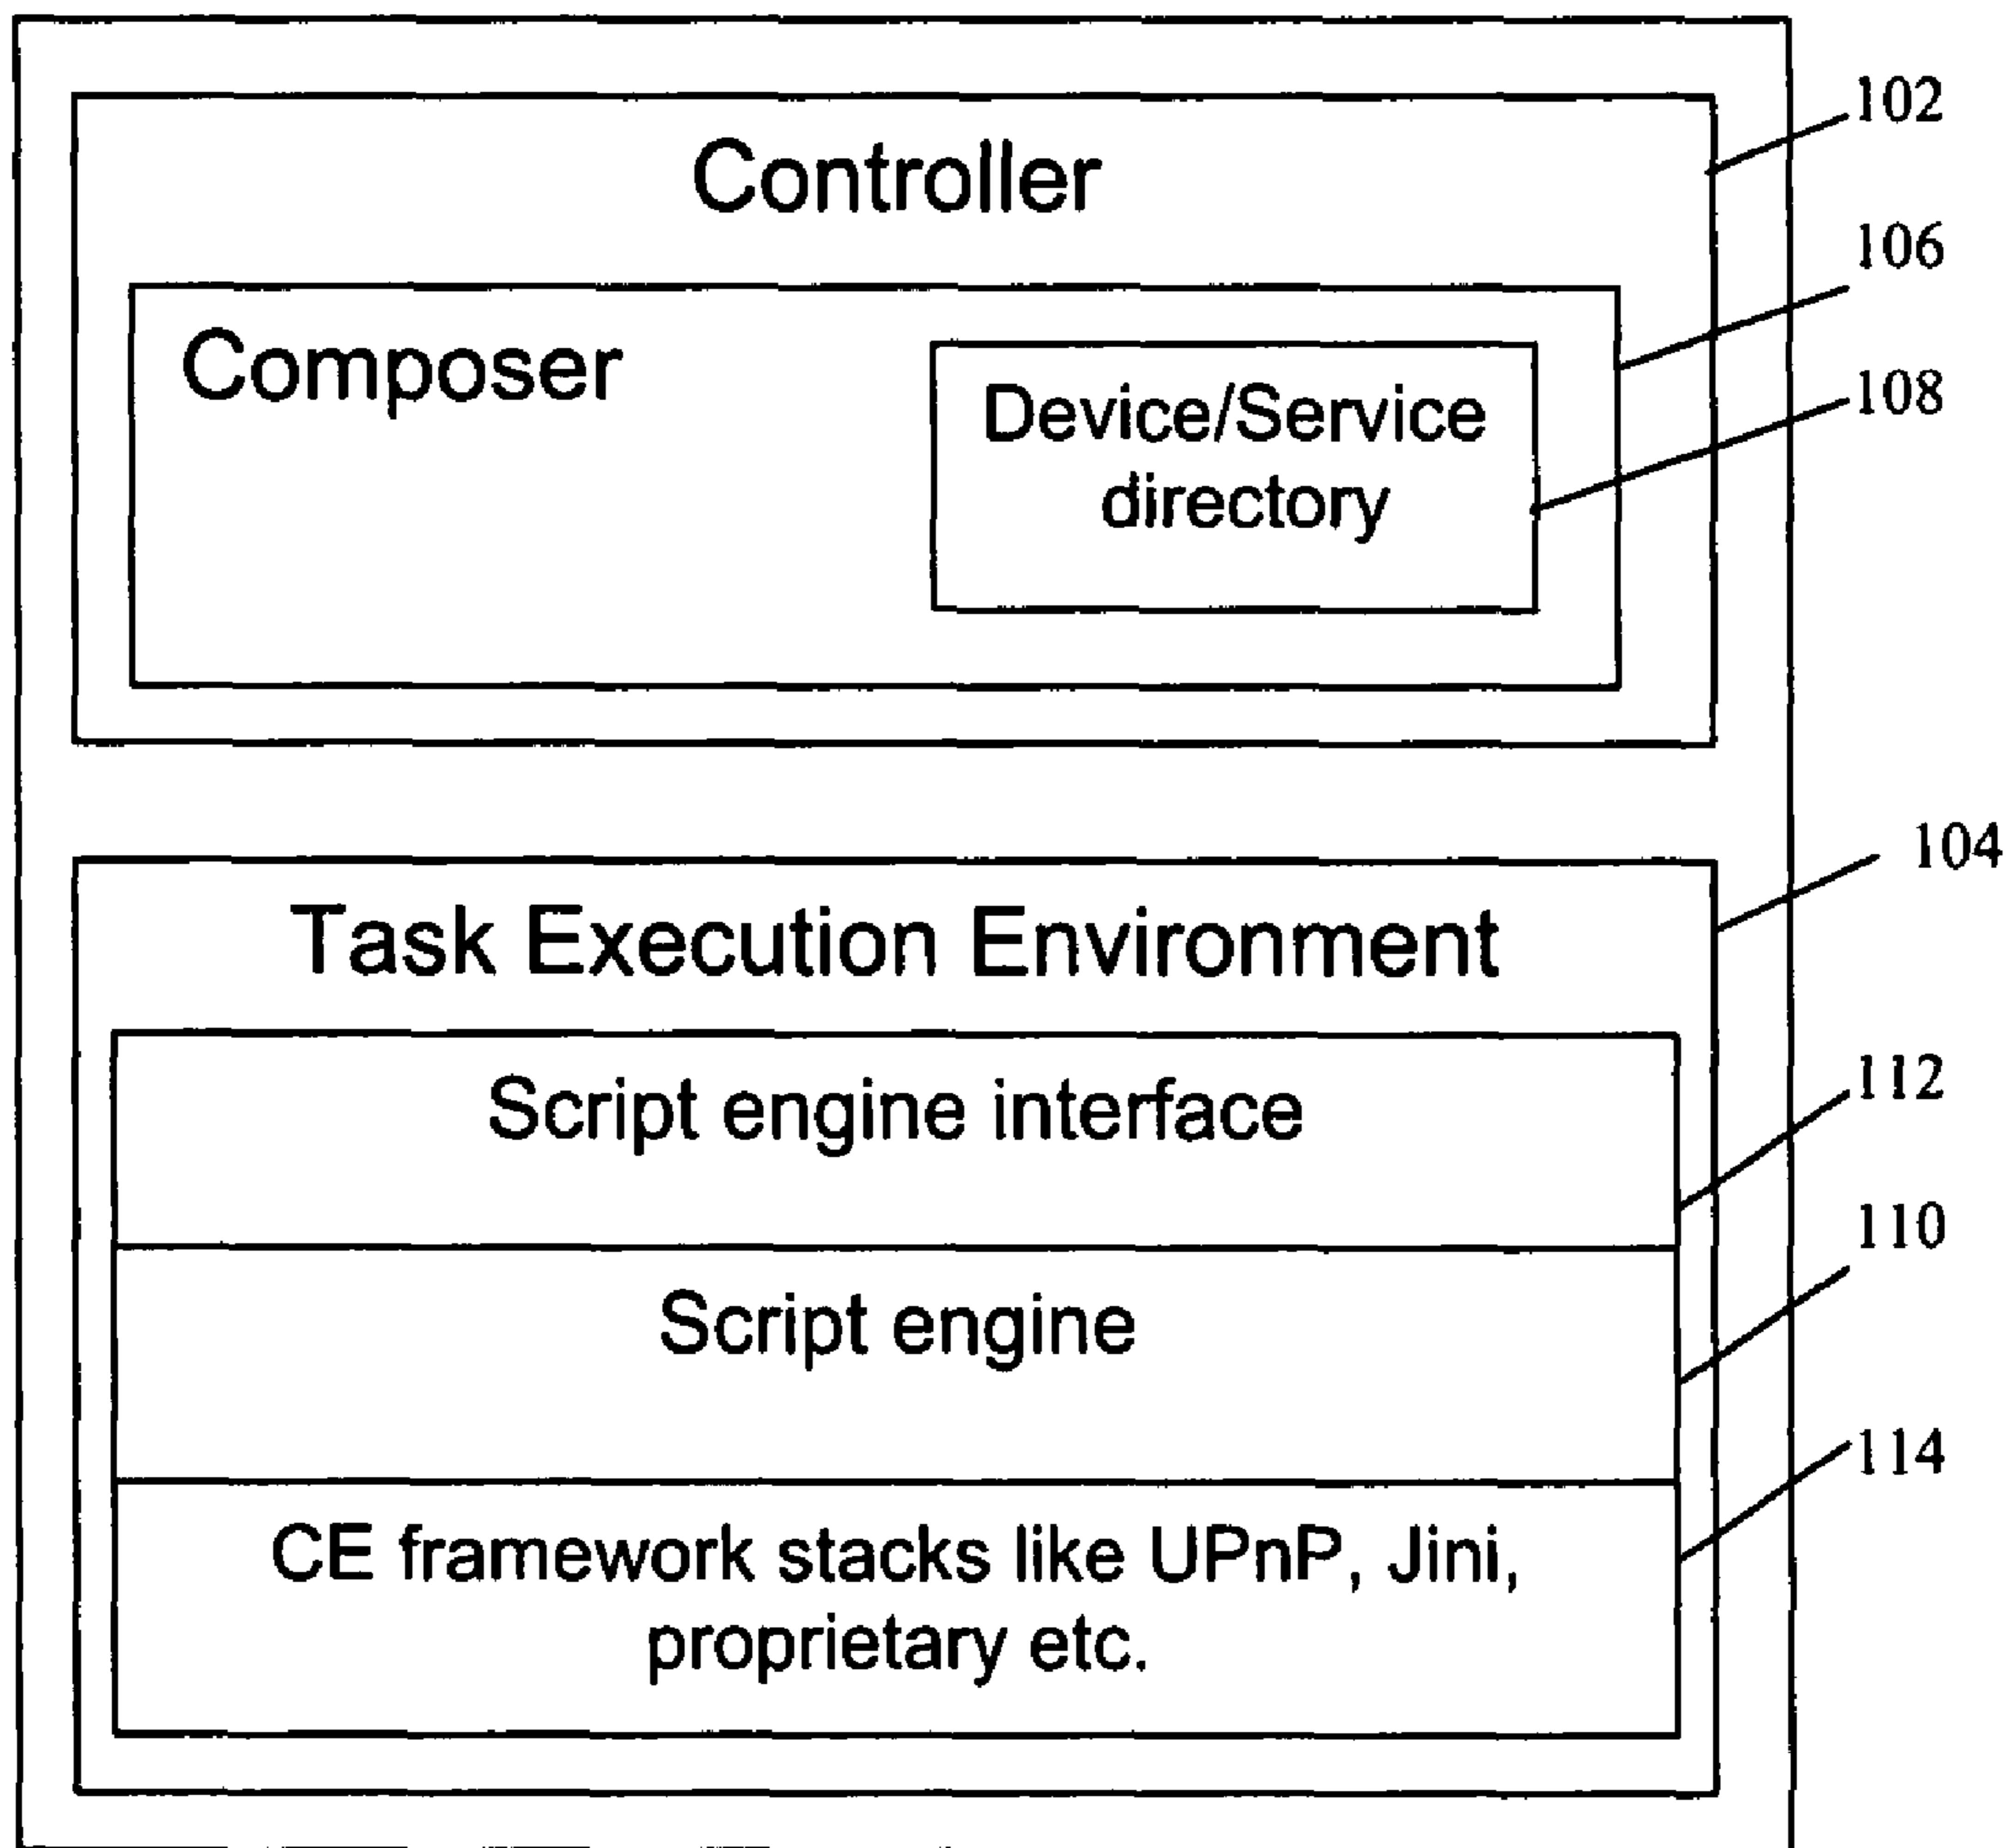 102
Controller
106
Composer
Device/Service
directory
108
104
Task Execution Environment
112
Script engine interface
110
Script engine
114
CE framework stacks like UPnP, Jini,
proprietary etc.